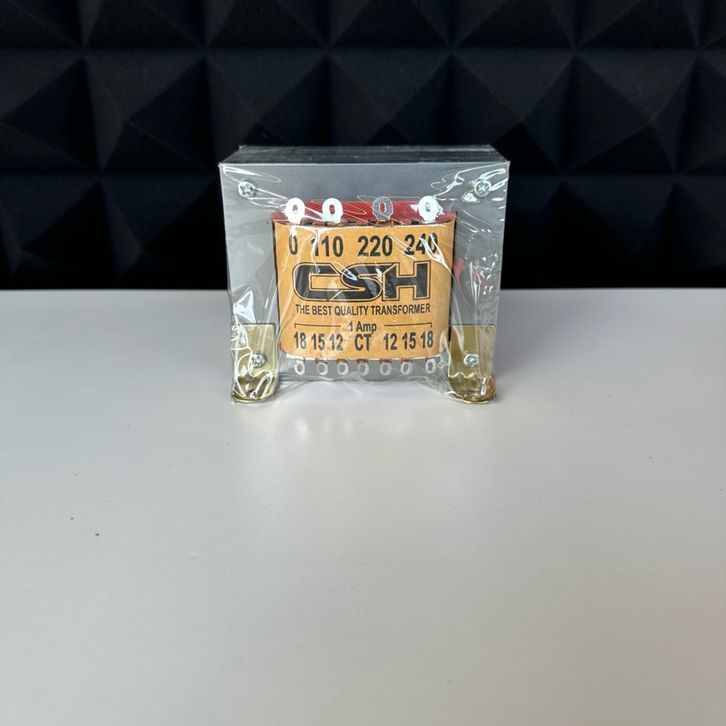 0 110 220 240
CSH
THE BEST QUALITY TRANSFORMER
1 Amp
18 15 12 CT 12 15 18